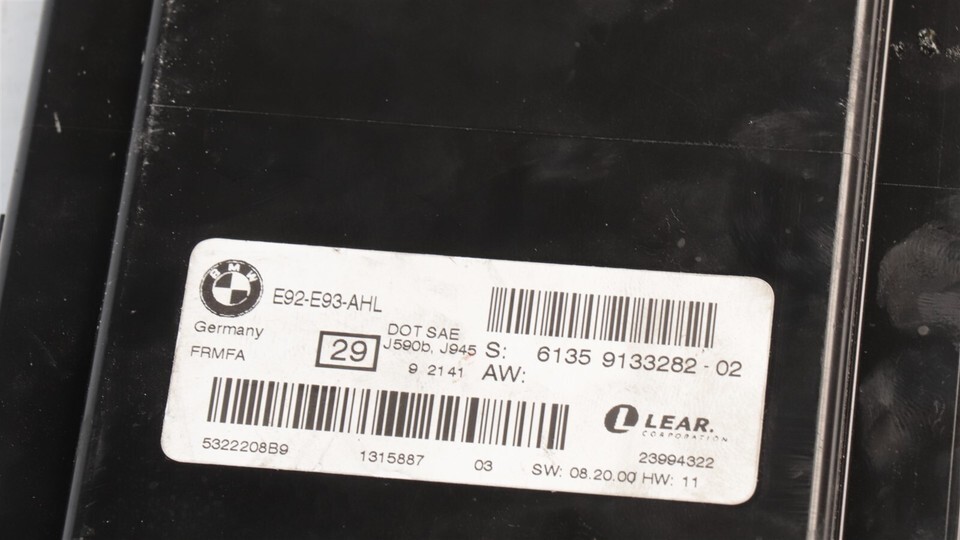 BMW
E92-E93-AHL
Germany
FRMFA
29
DOT SAE
J590b, J945
9 2141
S: 6135 9133282 - 02
AW:
LEAR.
CORPORATION
5322208B9 1315887 03 SW: 08.20.00 HW: 11
23994322